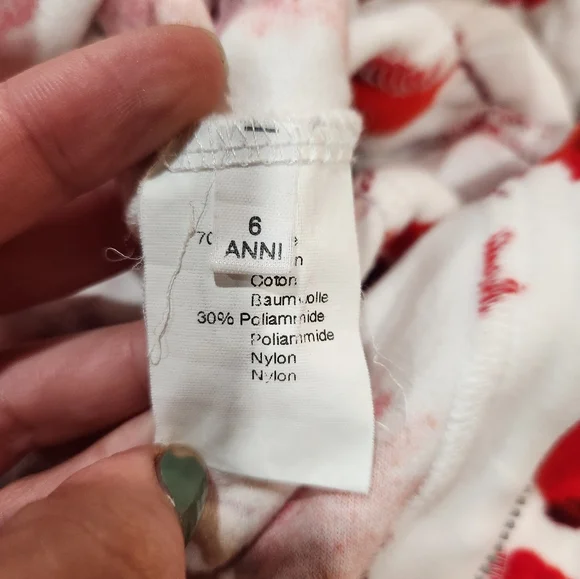 6
ANNI
Coton
Baumwolle
30% Poliammide
Poliammide
Nylon
Nylon